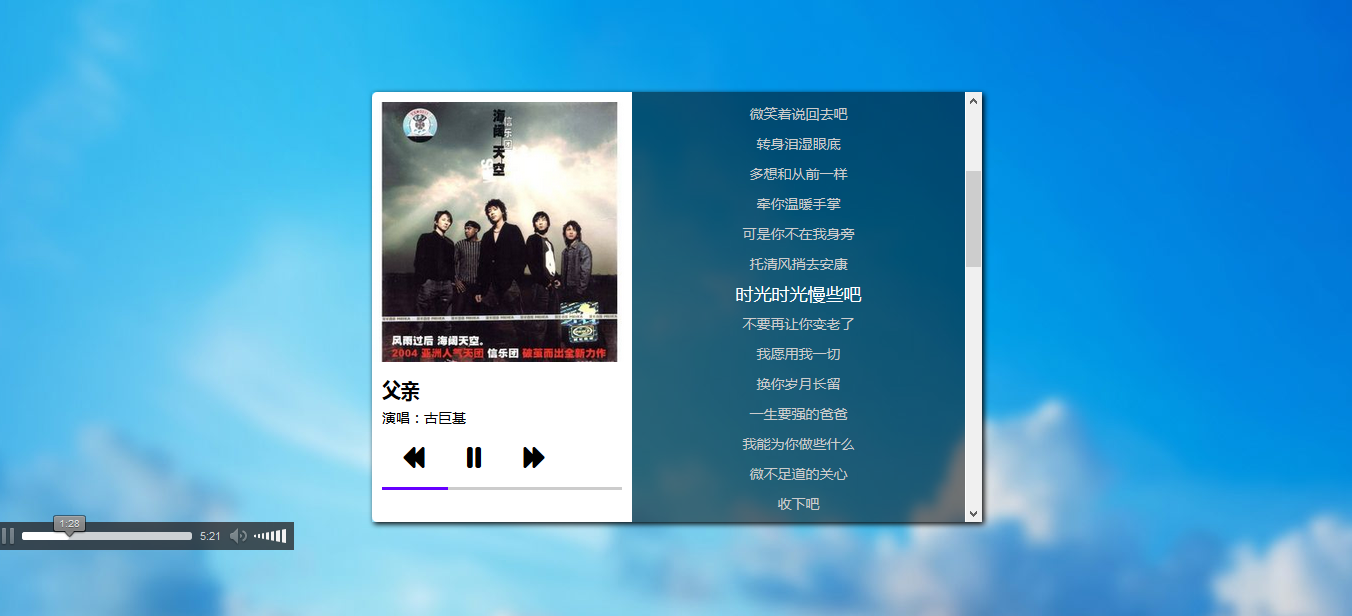 海阔天空
信乐团
风雨过后 海阔天空。
2004 亚洲人气天团 信乐团 破茧而出全新力作
父亲
演唱：古巨基
微笑着说回去吧
转身泪湿眼底
多想和从前一样
牵你温暖手掌
可是你不在我身旁
托清风捎去安康
时光时光慢些吧
不要再让你变老了
我愿用我一切
换你岁月长留
一生要强的爸爸
我能为你做些什么
微不足道的关心
收下吧
1:28
5:21